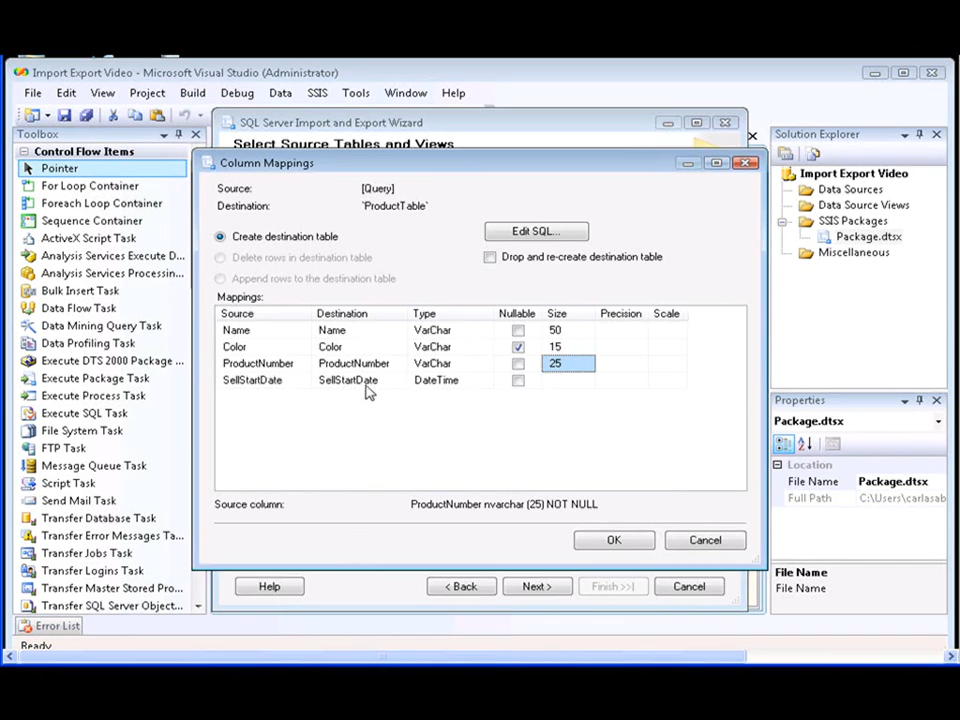 Import Export Video - Microsoft Visual Studio (Administrator)
File Edit View Project Build Debug Data SSIS Tools Window Help
Toolbox
Control Flow Items
Pointer
For Loop Container
Foreach Loop Container
Sequence Container
ActiveX Script Task
Analysis Services Execute D...
Analysis Services Processin...
Bulk Insert Task
Data Flow Task
Data Mining Query Task
Data Profiling Task
Execute DTS 2000 Package ...
Execute Package Task
Execute Process Task
Execute SQL Task
File System Task
FTP Task
Message Queue Task
Script Task
Send Mail Task
Transfer Database Task
Transfer Error Messages Ta...
Transfer Jobs Task
Transfer Logins Task
Transfer Master Stored Pro...
Transfer SQL Server Object...
Error List
Ready
SQL Server Import and Export Wizard
Select Source Tables and Views
Column Mappings
Source: [Query]
Destination: `ProductTable`
Create destination table
Edit SQL...
Delete rows in destination table
Drop and re-create destination table
Append rows to the destination table
Mappings:
Source Destination Type Nullable Size Precision Scale
Name Name VarChar 50
Color Color VarChar 15
ProductNumber ProductNumber VarChar 25
SellStartDate SellStartDate DateTime
Source column: ProductNumber nvarchar (25) NOT NULL
OK Cancel
Help < Back Next > Finish >>| Cancel
Solution Explorer
Import Export Video
Data Sources
Data Source Views
SSIS Packages
Package.dtsx
Miscellaneous
Properties
Package.dtsx
Location
File Name Package.dtsx
Full Path C:\Users\carlasab
File Name
File Name